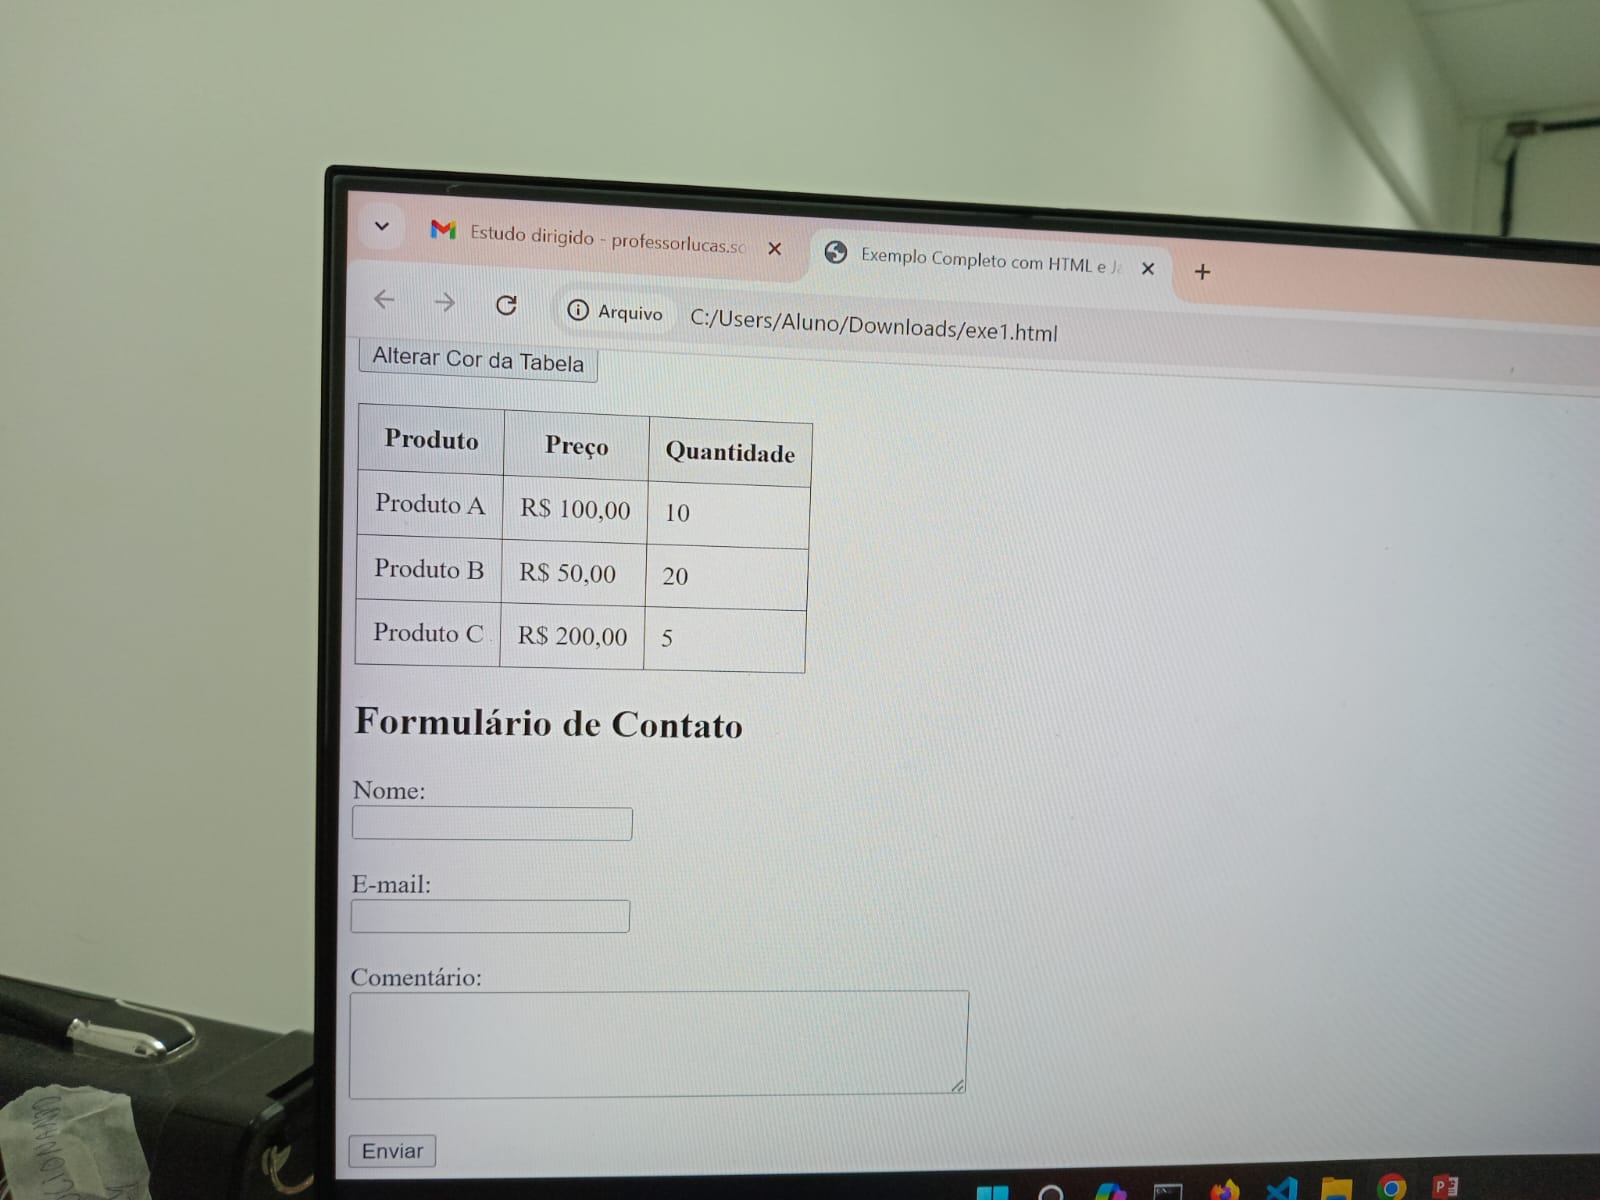 Estudo dirigido - professorlucas.sc
Exemplo Completo com HTML e Ja
Arquivo C:/Users/Aluno/Downloads/exe1.html
Alterar Cor da Tabela
Produto Preço Quantidade
Produto A R$ 100,00 10
Produto B R$ 50,00 20
Produto C R$ 200,00 5
Formulário de Contato
Nome:
E-mail:
Comentário:
Enviar